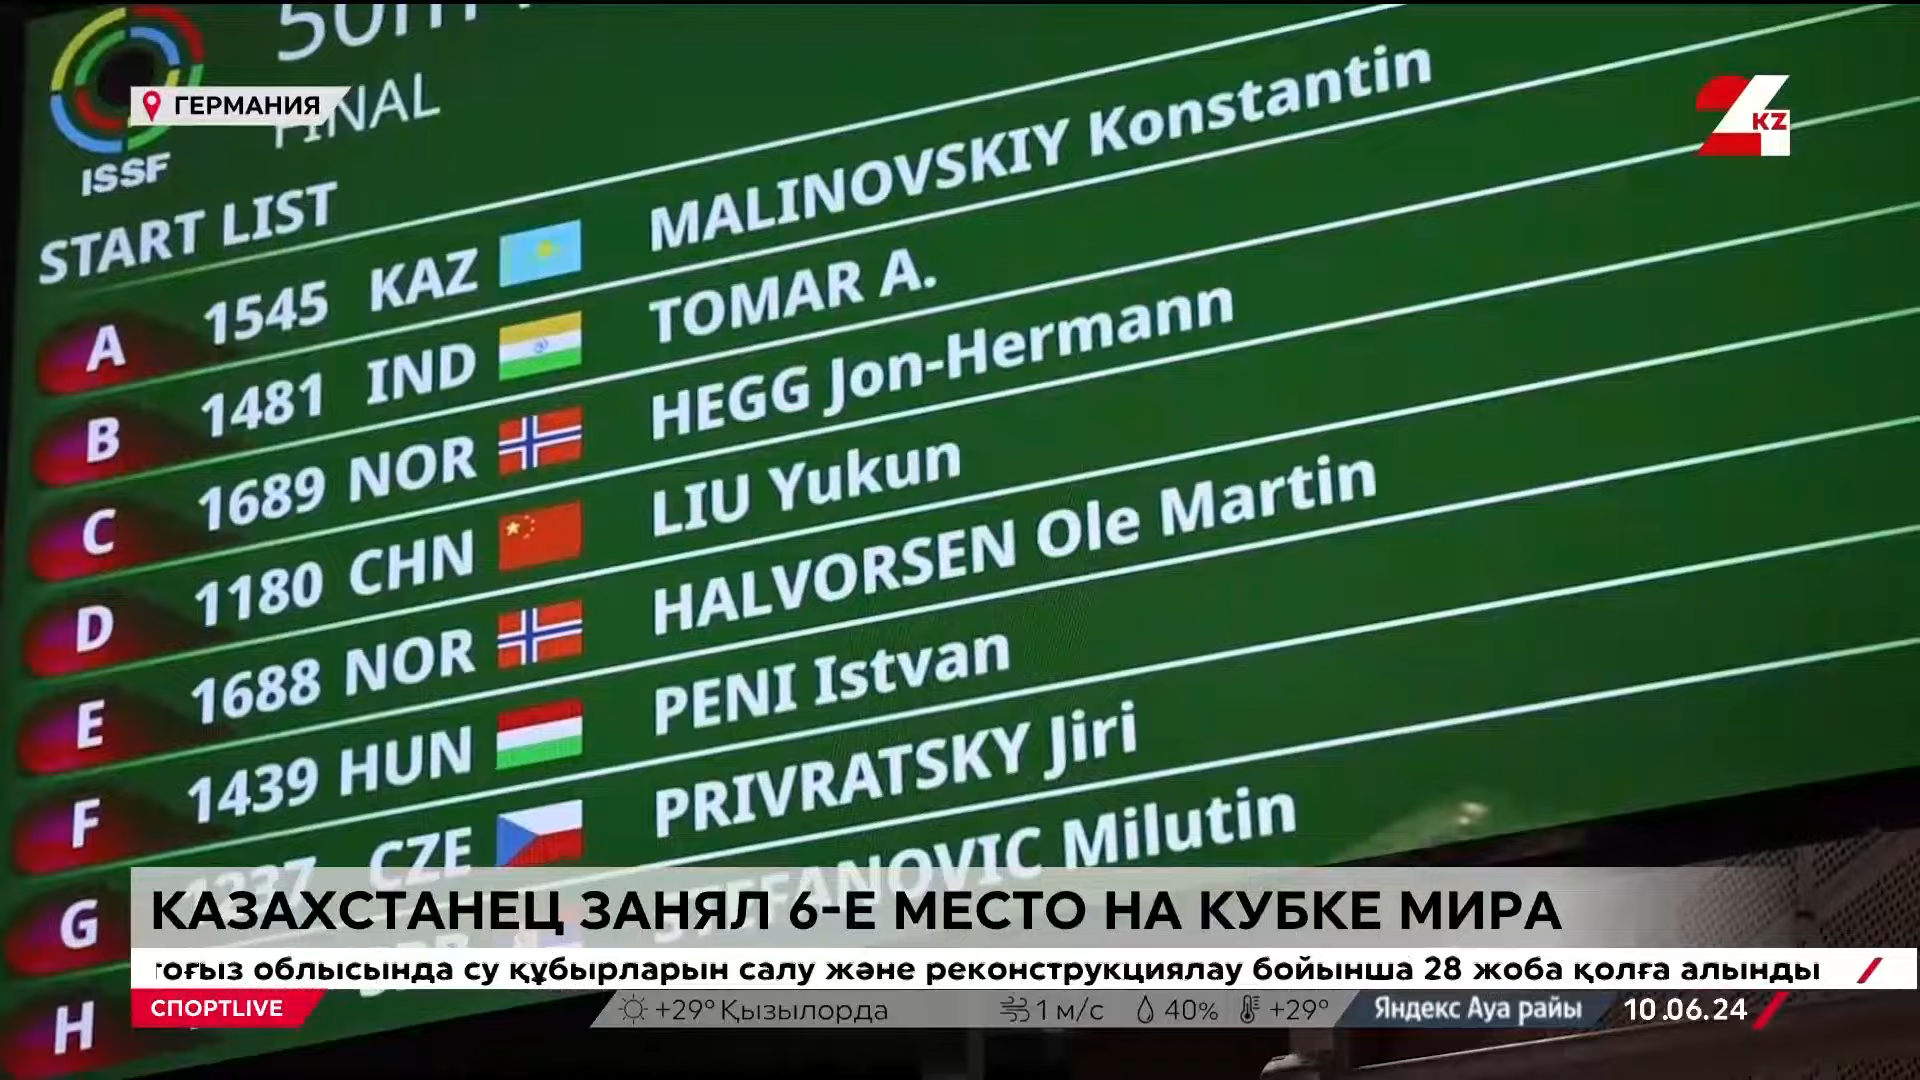 50m
FINAL
ГЕРМАНИЯ
24 KZ
ISSF
START LIST
A 1545 KAZ MALINOVSKIY Konstantin
B 1481 IND TOMAR A.
C 1689 NOR HEGG Jon-Hermann
D 1180 CHN LIU Yukun
E 1688 NOR HALVORSEN Ole Martin
F 1439 HUN PENI Istvan
G 1337 CZE PRIVRATSKY Jiri
H STEFANOVIC Milutin
КАЗАХСТАНЕЦ ЗАНЯЛ 6-Е МЕСТО НА КУБКЕ МИРА
облысында су құбырларын салу және реконструкциялау бойынша 28 жоба қолға алынды
СПОРТLIVE +29° Қызылорда 1 м/с 40% +29° Яндекс Ауа райы 10.06.24